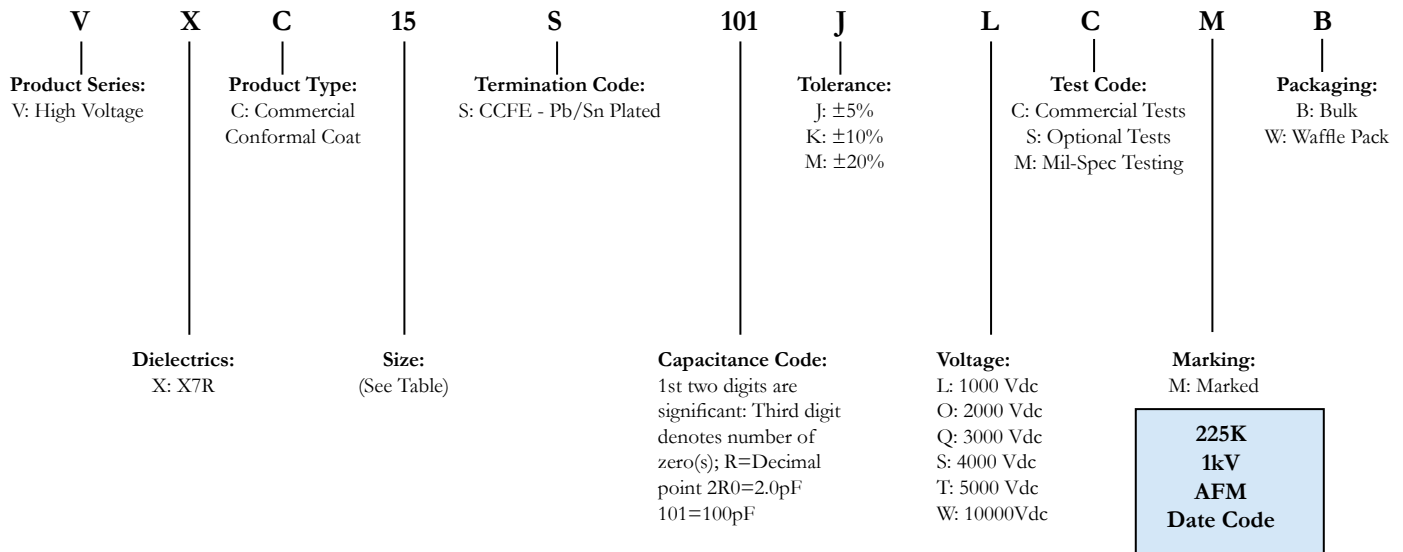 V X C 15 S 101 J L C M B
Product Series:
V: High Voltage
Product Type:
C: Commercial
Conformal Coat
Termination Code:
S: CCFE - Pb/Sn Plated
Tolerance:
J: ±5%
K: ±10%
M: ±20%
Test Code:
C: Commercial Tests
S: Optional Tests
M: Mil-Spec Testing
Packaging:
B: Bulk
W: Waffle Pack
Dielectrics:
X: X7R
Size:
(See Table)
Capacitance Code:
1st two digits are
significant: Third digit
denotes number of
zero(s); R=Decimal
point 2R0=2.0pF
101=100pF
Voltage:
L: 1000 Vdc
O: 2000 Vdc
Q: 3000 Vdc
S: 4000 Vdc
T: 5000 Vdc
W: 10000Vdc
Marking:
M: Marked
225K
1kV
AFM
Date Code